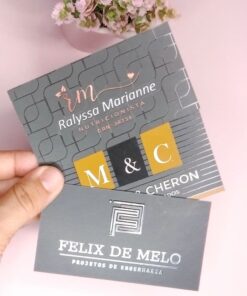 rm
Ralyssa Marianne
NUTRICIONISTA
M & C
CHERON
FELIX DE MELO
PROJETOS DE ENGENHARIA